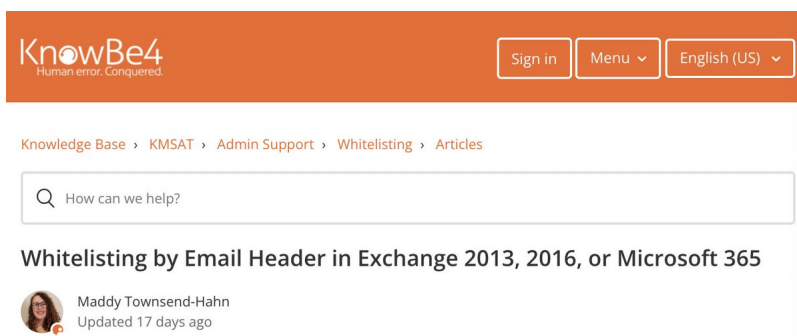 KnowBe4
Human error. Conquered.
Sign in
Menu
English (US)
Knowledge Base › KMSAT › Admin Support › Whitelisting › Articles
How can we help?
Whitelisting by Email Header in Exchange 2013, 2016, or Microsoft 365
Maddy Townsend-Hahn
Updated 17 days ago